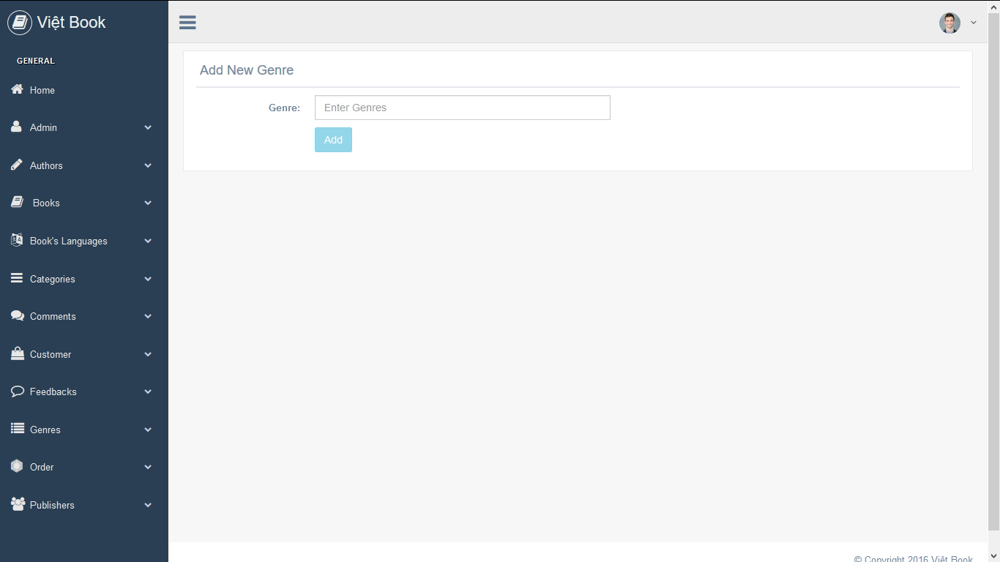 Việt Book
GENERAL
Home
Admin
Authors
Books
Book's Languages
Categories
Comments
Customer
Feedbacks
Genres
Order
Publishers
Add New Genre
Genre: Enter Genres
Add
© Copyright 2016 Việt Book